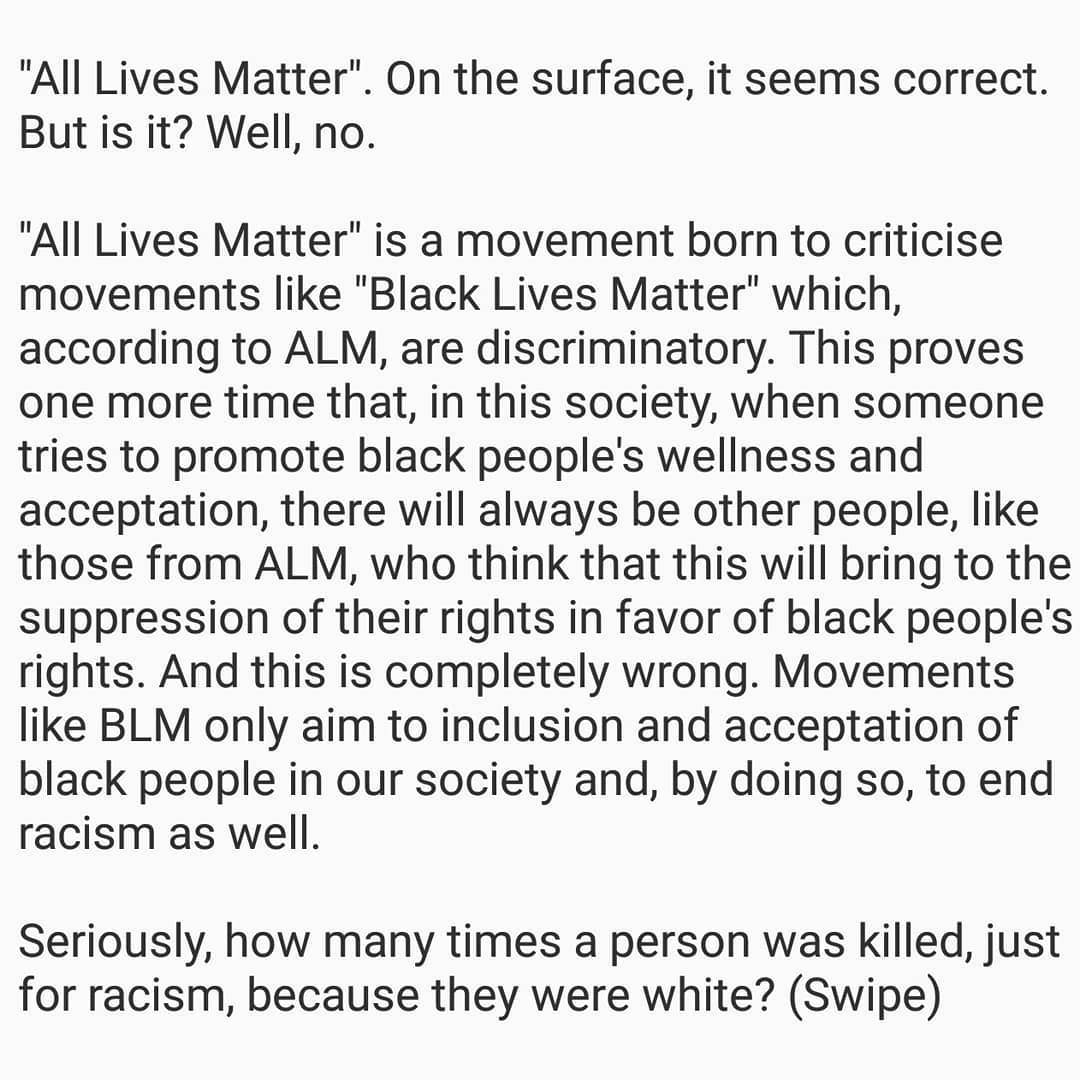 "All Lives Matter". On the surface, it seems correct.
But is it? Well, no.
"All Lives Matter" is a movement born to criticise
movements like "Black Lives Matter" which,
according to ALM, are discriminatory. This proves
one more time that, in this society, when someone
tries to promote black people's wellness and
acceptation, there will always be other people, like
those from ALM, who think that this will bring to the
suppression of their rights in favor of black people's
rights. And this is completely wrong. Movements
like BLM only aim to inclusion and acceptation of
black people in our society and, by doing so, to end
racism as well.
Seriously, how many times a person was killed, just
for racism, because they were white? (Swipe)